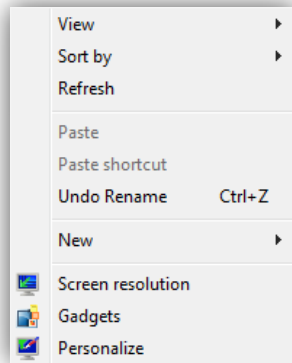 View
Sort by
Refresh
Paste
Paste shortcut
Undo Rename Ctrl+Z
New
Screen resolution
Gadgets
Personalize